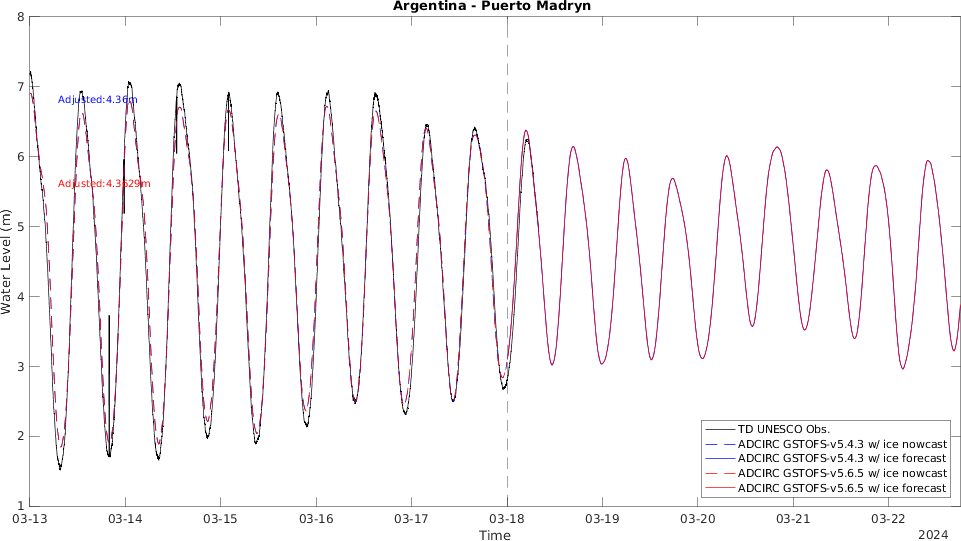 Argentina - Puerto Madryn
8
7
6
5
4
3
2
1
Water Level (m)
Adjusted:4.36m
Adjusted:4.3629m
TD UNESCO Obs.
ADCIRC GSTOFS-v5.4.3 w/ ice nowcast
ADCIRC GSTOFS-v5.4.3 w/ ice forecast
ADCIRC GSTOFS-v5.6.5 w/ ice nowcast
ADCIRC GSTOFS-v5.6.5 w/ ice forecast
03-13 03-14 03-15 03-16 03-17 03-18 03-19 03-20 03-21 03-22
Time
2024